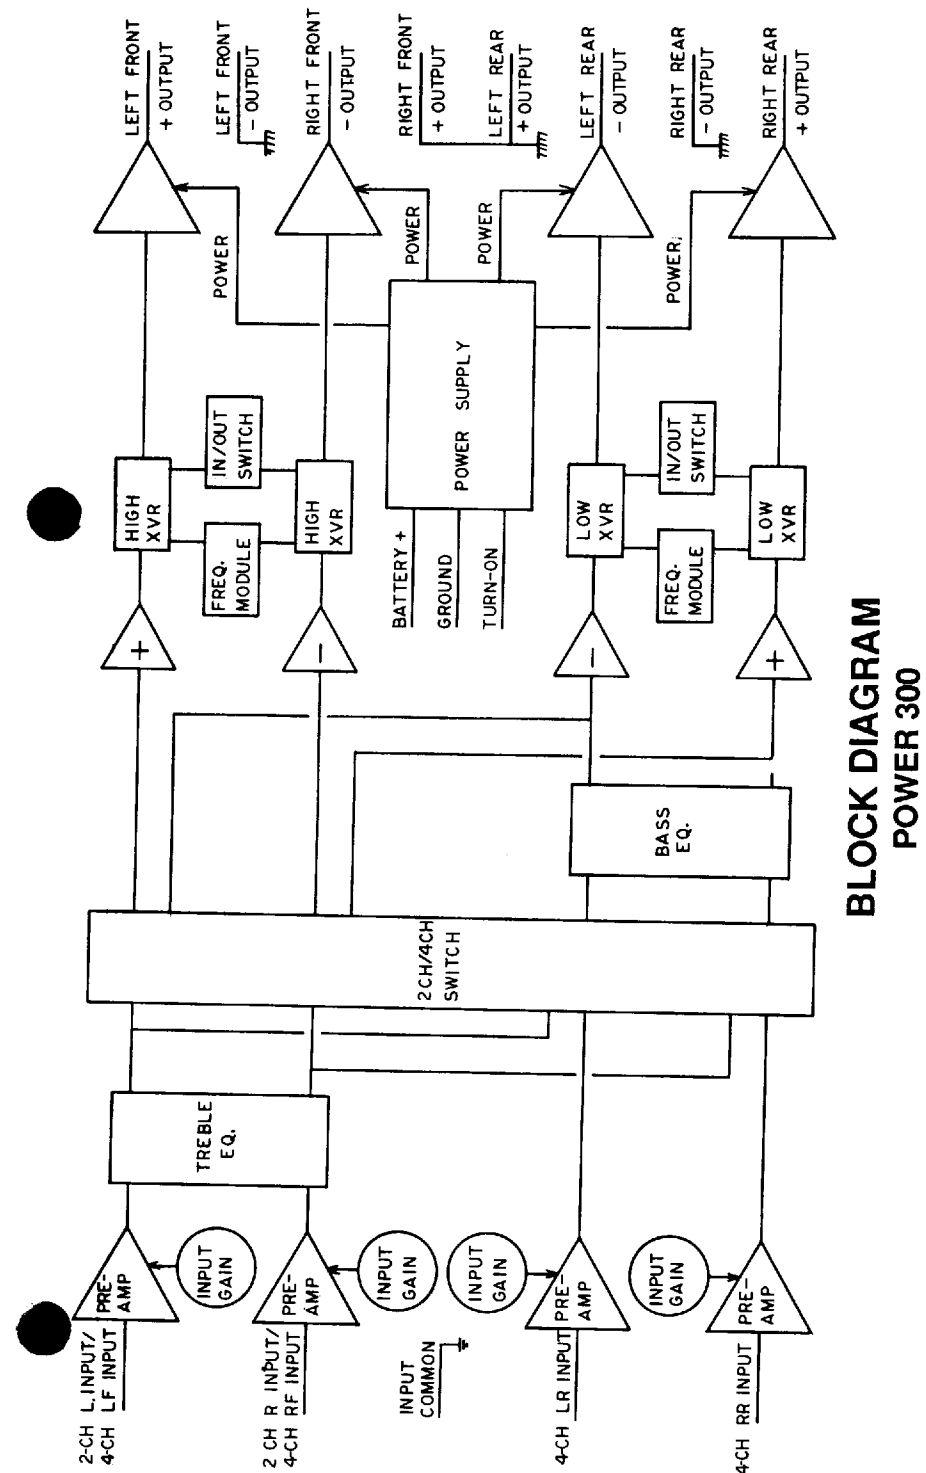 LEFT FRONT
+ OUTPUT
LEFT FRONT
- OUTPUT
RIGHT FRONT
- OUTPUT
RIGHT FRONT
+ OUTPUT
LEFT REAR
+ OUTPUT
LEFT REAR
- OUTPUT
RIGHT REAR
- OUTPUT
RIGHT REAR
+ OUTPUT
POWER
POWER
POWER
POWER
HIGH
XVR
IN/OUT
SWITCH
FREQ.
MODULE
HIGH
XVR
POWER SUPPLY
BATTERY +
GROUND
TURN-ON
LOW
XVR
IN/OUT
SWITCH
FREQ.
MODULE
LOW
XVR
+
-
-
+
BASS
EQ.
2CH/4CH
SWITCH
TREBLE
EQ.
PRE-
AMP
INPUT
GAIN
PRE-
AMP
INPUT
GAIN
INPUT
GAIN
PRE-
AMP
INPUT
GAIN
PRE-
AMP
2-CH L. INPUT/
4-CH LF INPUT
2 CH R INPUT/
4-CH RF INPUT
INPUT
COMMON
4-CH LR INPUT
4-CH RR INPUT
BLOCK DIAGRAM
POWER 300